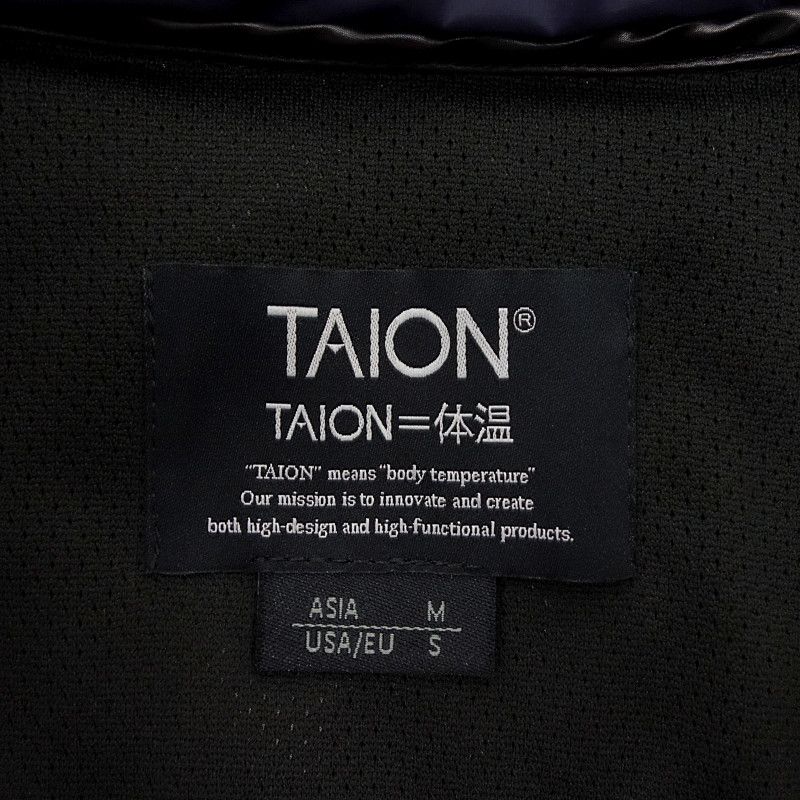 TAION®
TAION=体温
"TAION" means "body temperature"
Our mission is to innovate and create
both high-design and high-functional products.
ASIA M
USA/EU S